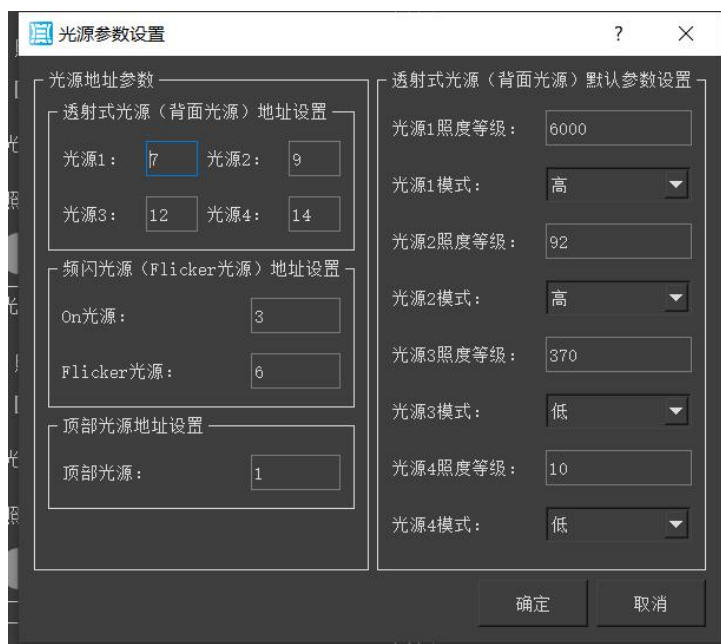 光源参数设置
光源地址参数
透射式光源（背面光源）地址设置
光源1： 7 光源2： 9
光源3： 12 光源4： 14
频闪光源（Flicker光源）地址设置
On光源： 3
Flicker光源： 6
顶部光源地址设置
顶部光源： 1
透射式光源（背面光源）默认参数设置
光源1照度等级： 6000
光源1模式： 高
光源2照度等级： 92
光源2模式： 高
光源3照度等级： 370
光源3模式： 低
光源4照度等级： 10
光源4模式： 低
确定 取消